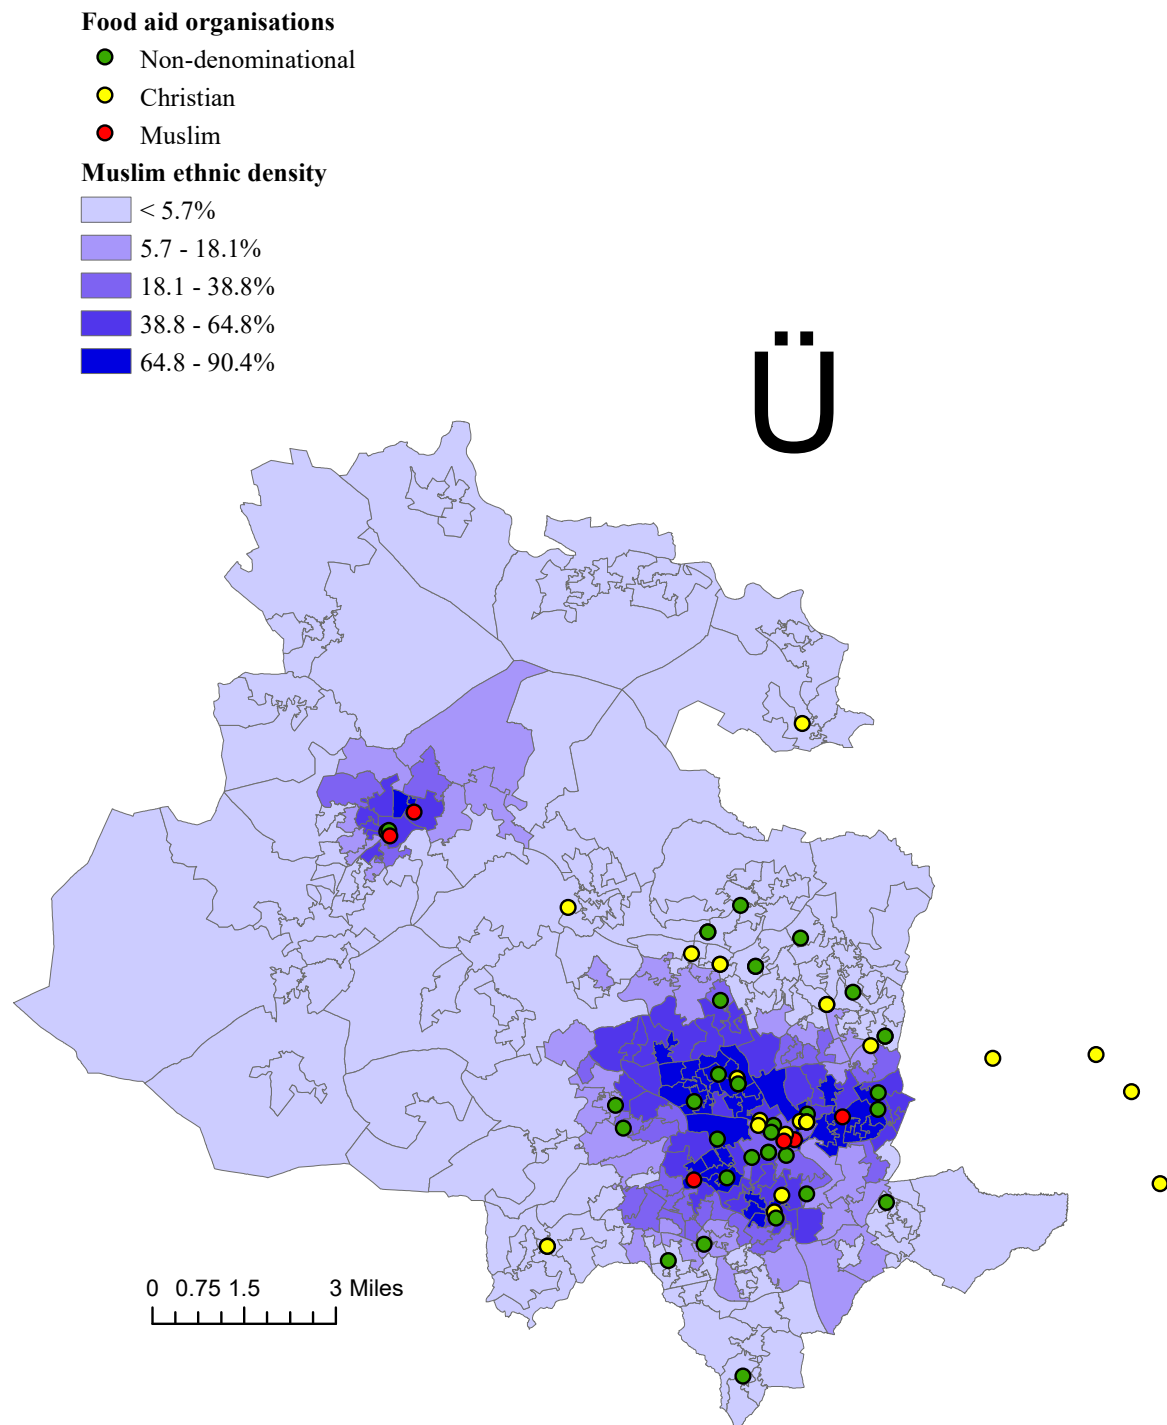 Food aid organisations
Non-denominational
Christian
Muslim
Muslim ethnic density
< 5.7%
5.7 - 18.1%
18.1 - 38.8%
38.8 - 64.8%
64.8 - 90.4%
Ü
0 0.75 1.5 3 Miles